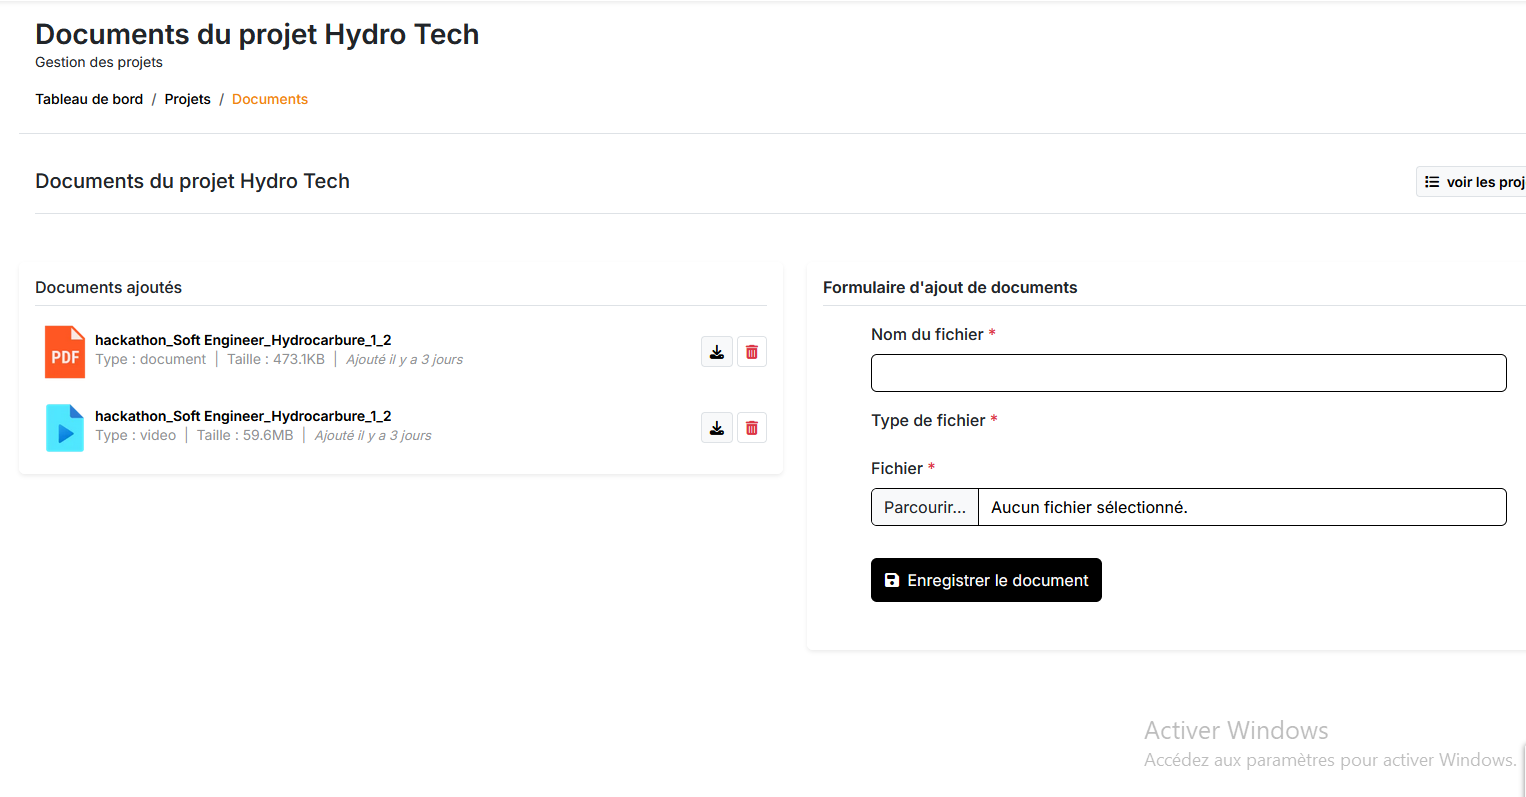 Documents du projet Hydro Tech
Gestion des projets
Tableau de bord / Projets / Documents
Documents du projet Hydro Tech
voir les proj
Documents ajoutés
PDF
hackathon_Soft Engineer_Hydrocarbure_1_2
Type : document | Taille : 473.1KB | Ajouté il y a 3 jours
hackathon_Soft Engineer_Hydrocarbure_1_2
Type : video | Taille : 59.6MB | Ajouté il y a 3 jours
Formulaire d'ajout de documents
Nom du fichier *
Type de fichier *
Fichier *
Parcourir... Aucun fichier sélectionné.
Enregistrer le document
Activer Windows
Accédez aux paramètres pour activer Windows.